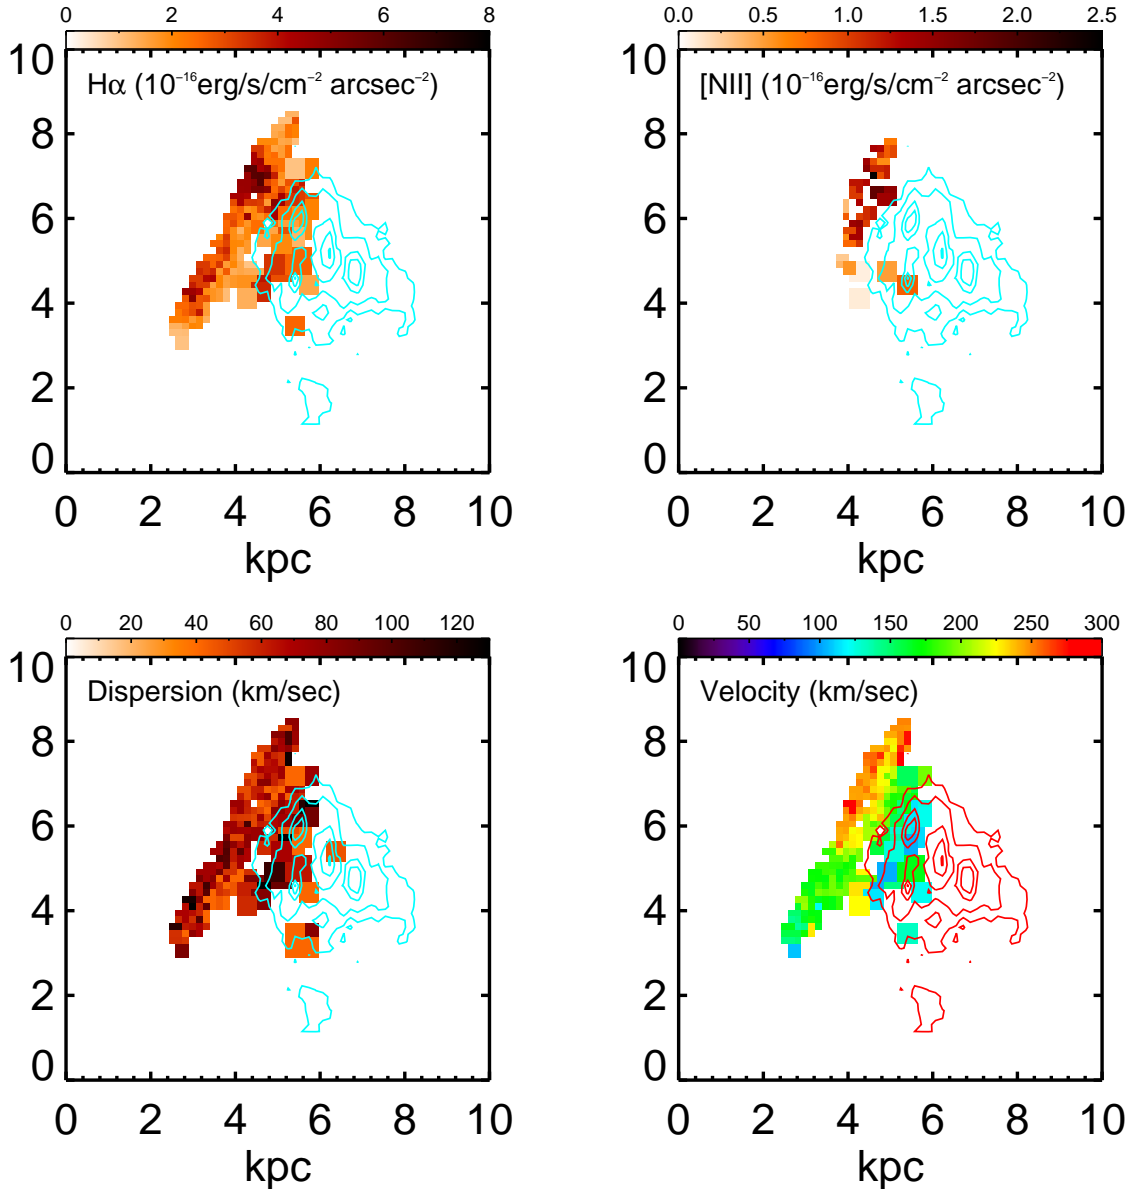 0 2 4 6 8
Hα (10⁻¹⁶erg/s/cm⁻² arcsec⁻²)
10
8
6
4
2
0
0 2 4 6 8 10
kpc
0.0 0.5 1.0 1.5 2.0 2.5
[NII] (10⁻¹⁶erg/s/cm⁻² arcsec⁻²)
10
8
6
4
2
0
0 2 4 6 8 10
kpc
0 20 40 60 80 100 120
Dispersion (km/sec)
10
8
6
4
2
0
0 2 4 6 8 10
kpc
0 50 100 150 200 250 300
Velocity (km/sec)
10
8
6
4
2
0
0 2 4 6 8 10
kpc